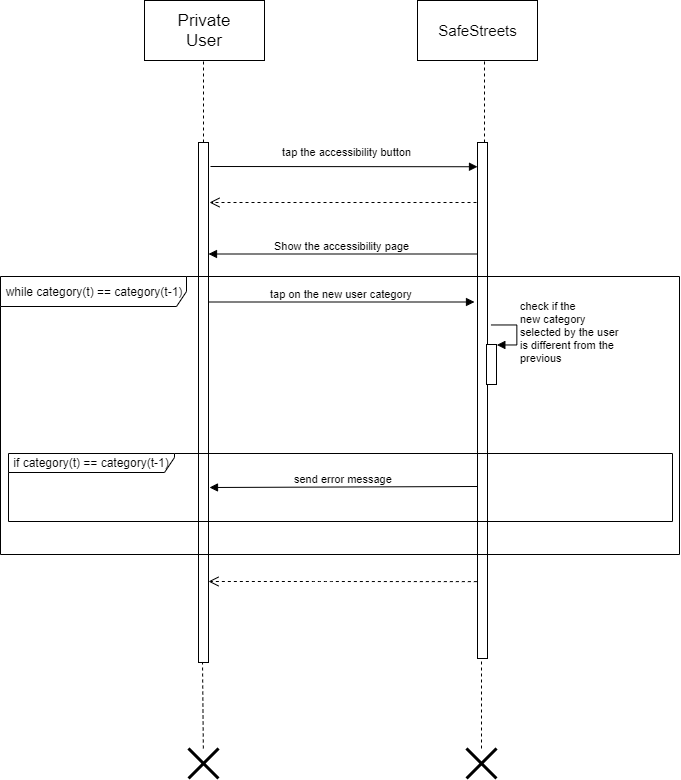 Private
User
SafeStreets
tap the accessibility button
Show the accessibility page
while category(t) == category(t-1)
tap on the new user category
check if the
new category
selected by the user
is different from the
previous
if category(t) == category(t-1)
send error message